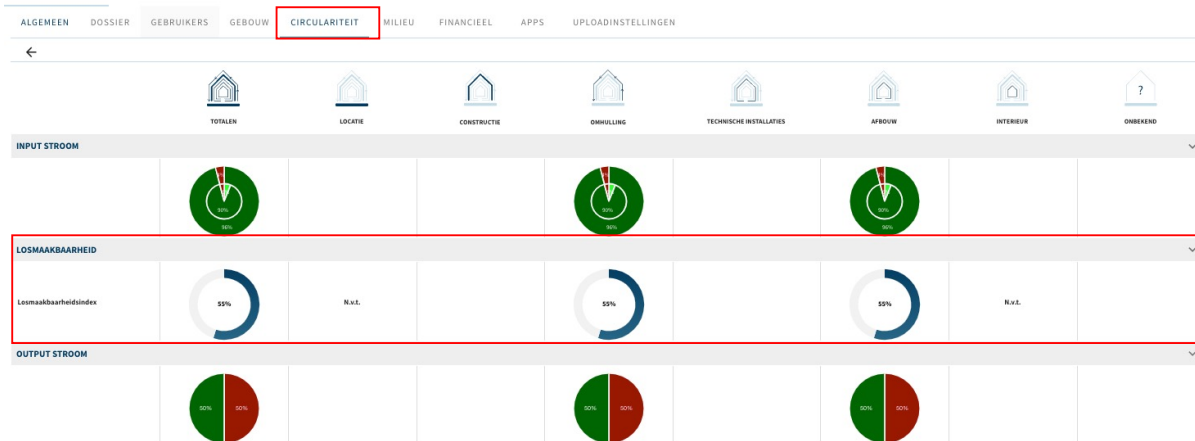 ALGEMEEN DOSSIER GEBRUIKERS GEBOUW CIRCULARITEIT MILIEU FINANCIEEL APPS UPLOADINSTELLINGEN
?
TOTALEN LOCATIE CONSTRUCTIE OMHULLING TECHNISCHE INSTALLATIES AFBOUW INTERIEUR ONBEKEND
INPUT STROOM
90% 90% 90%
96% 96% 96%
LOSMAAKBAARHEID
Losmaakbaarheidsindex 55% N.v.t. 55% 55% N.v.t.
OUTPUT STROOM
50% 50% 50% 50% 50% 50%